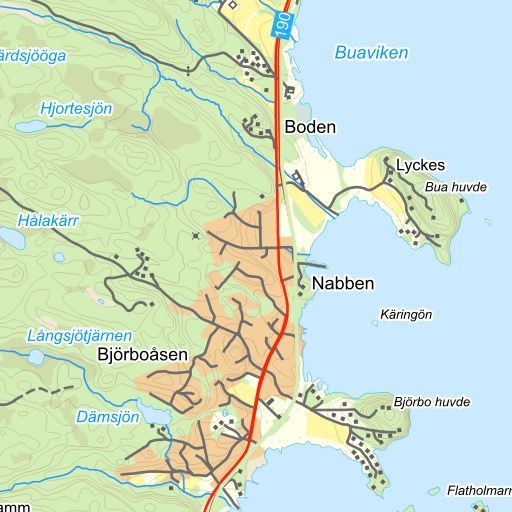 190
Buaviken
ärdsjööga
Hjortesjön
Boden
Lyckes
Bua huvde
Hålakärr
Nabben
Käringön
Långsjötjärnen
Björboåsen
Björbo huvde
Dämsjön
Flatholmarn
amm